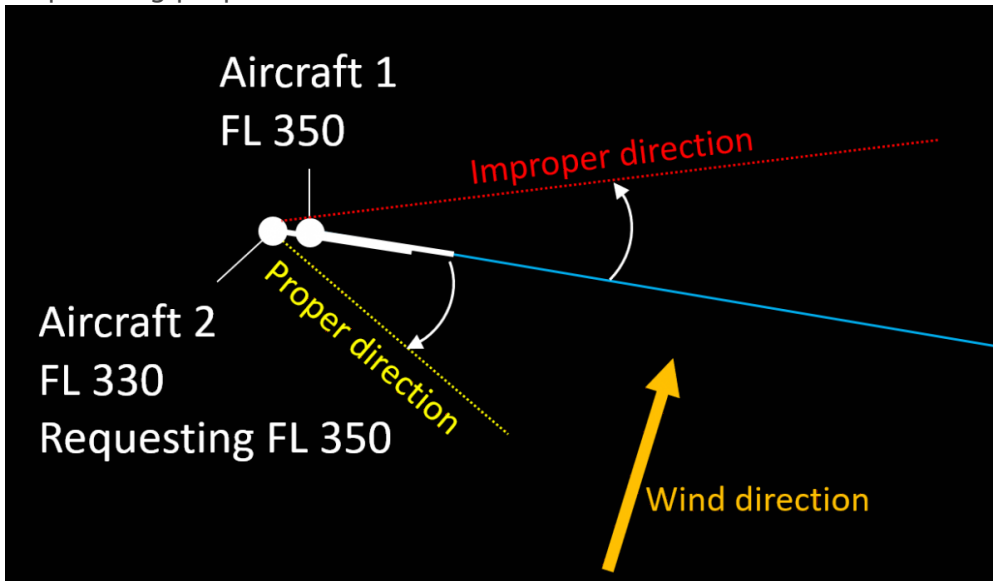 Aircraft 1
FL 350
Improper direction
Proper direction
Aircraft 2
FL 330
Requesting FL 350
Wind direction